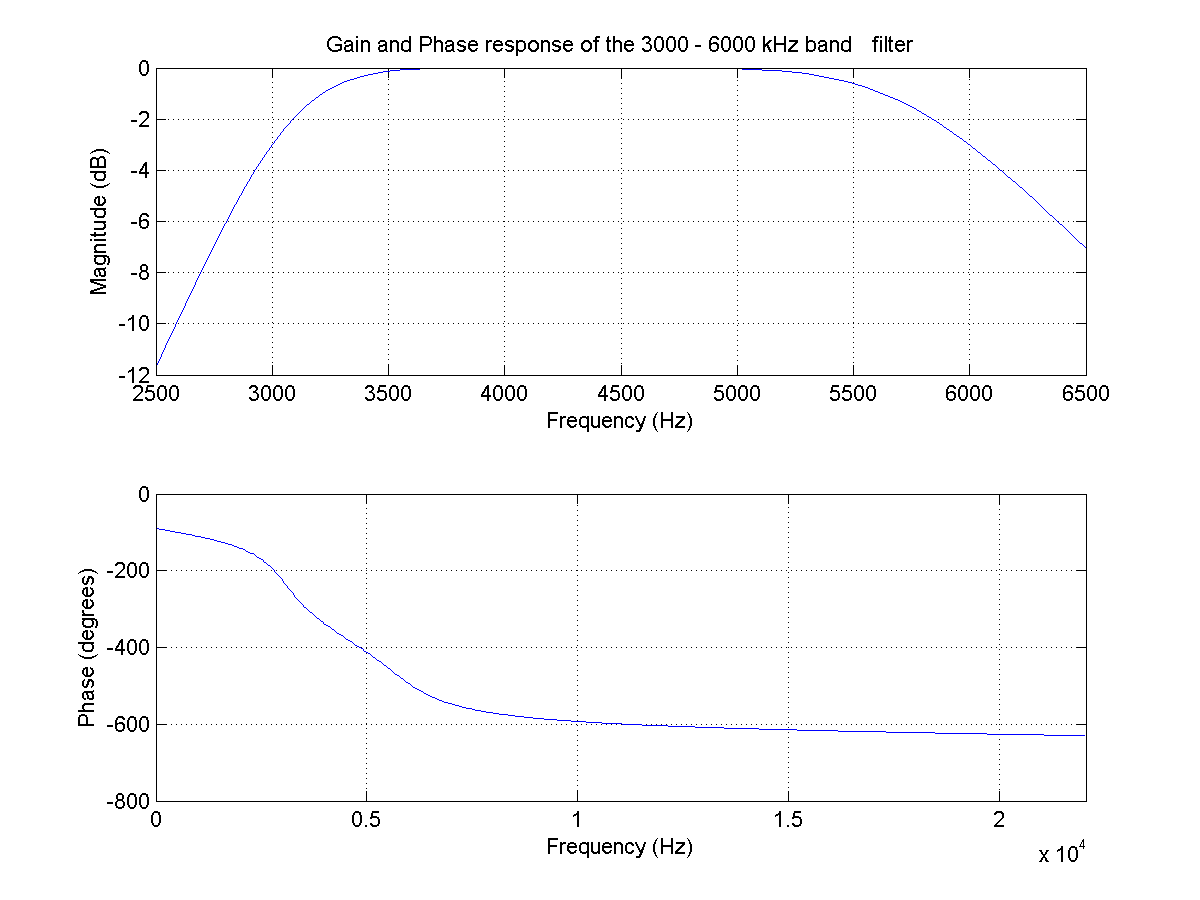 Gain and Phase response of the 3000 - 6000 kHz band filter
0
-2
-4
-6
-8
-10
-12
Magnitude (dB)
2500 3000 3500 4000 4500 5000 5500 6000 6500
Frequency (Hz)
0
-200
-400
-600
-800
Phase (degrees)
0 0.5 1 1.5 2
Frequency (Hz)
x 10^4